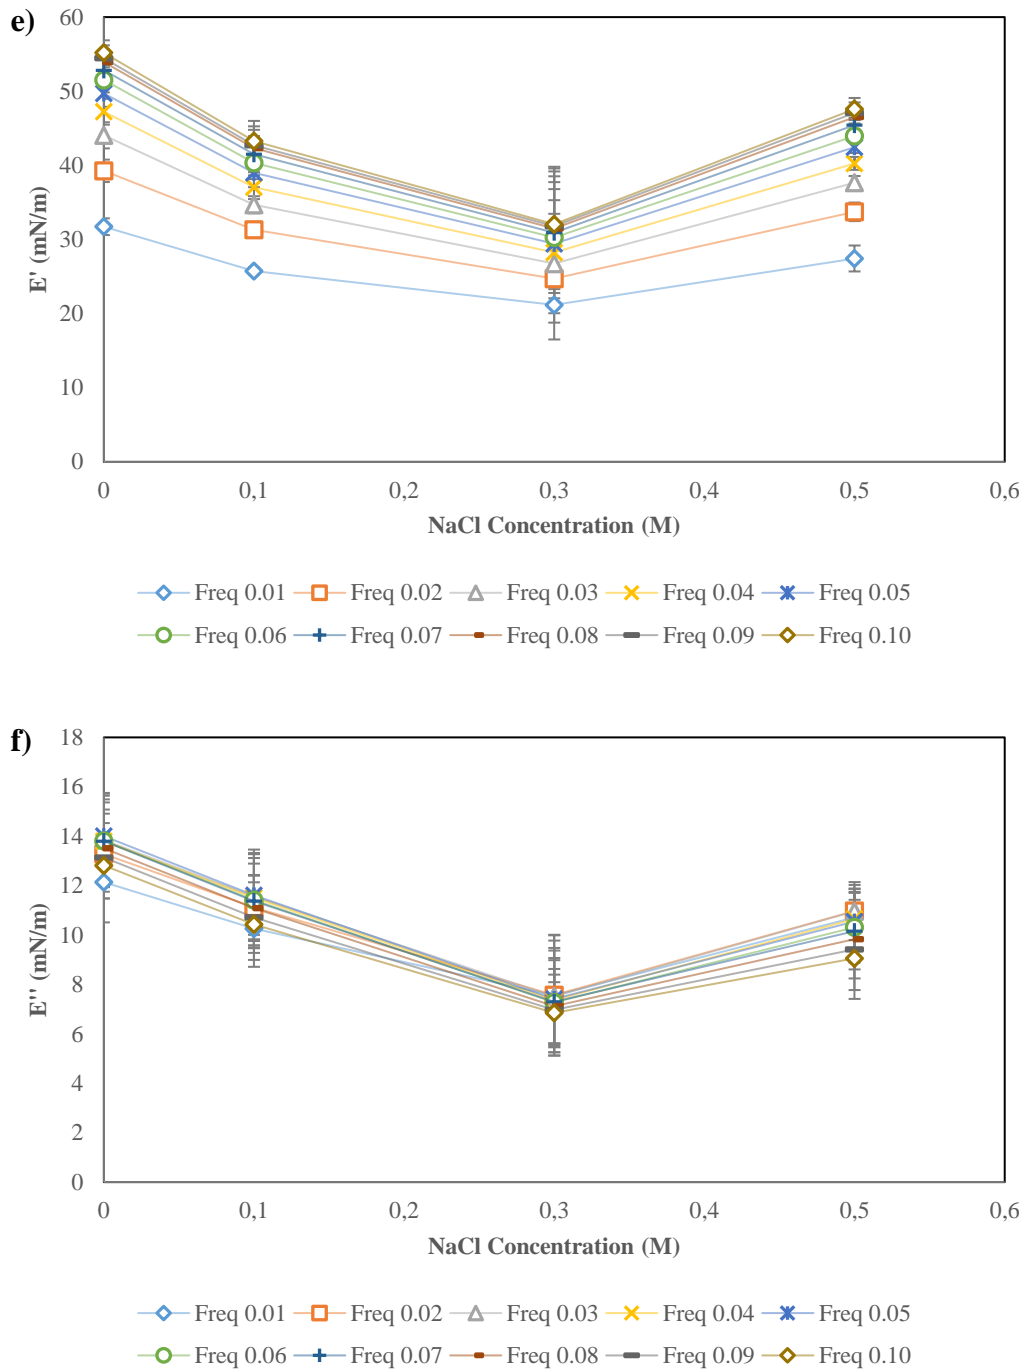 e)
60
50
40
30
20
10
0
E' (mN/m)
0 0,1 0,2 0,3 0,4 0,5 0,6
NaCl Concentration (M)
Freq 0.01 Freq 0.02 Freq 0.03 Freq 0.04 Freq 0.05
Freq 0.06 Freq 0.07 Freq 0.08 Freq 0.09 Freq 0.10
f)
18
16
14
12
10
8
6
4
2
0
E'' (mN/m)
0 0,1 0,2 0,3 0,4 0,5 0,6
NaCl Concentration (M)
Freq 0.01 Freq 0.02 Freq 0.03 Freq 0.04 Freq 0.05
Freq 0.06 Freq 0.07 Freq 0.08 Freq 0.09 Freq 0.10